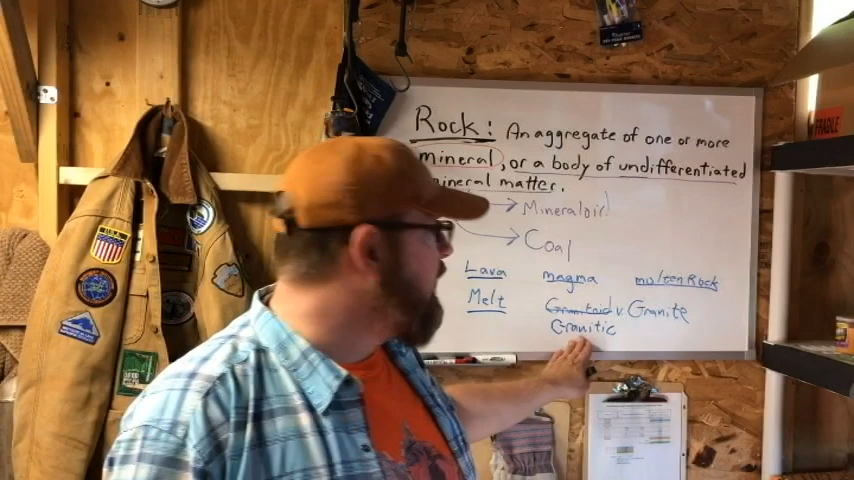 Rock: An aggregate of one or more
mineral, or a body of undifferentiated
mineral matter.
Mineraloid
Coal
Lava magma molten Rock
Melt Granitoid v. Granite
Granitic
FRAGILE